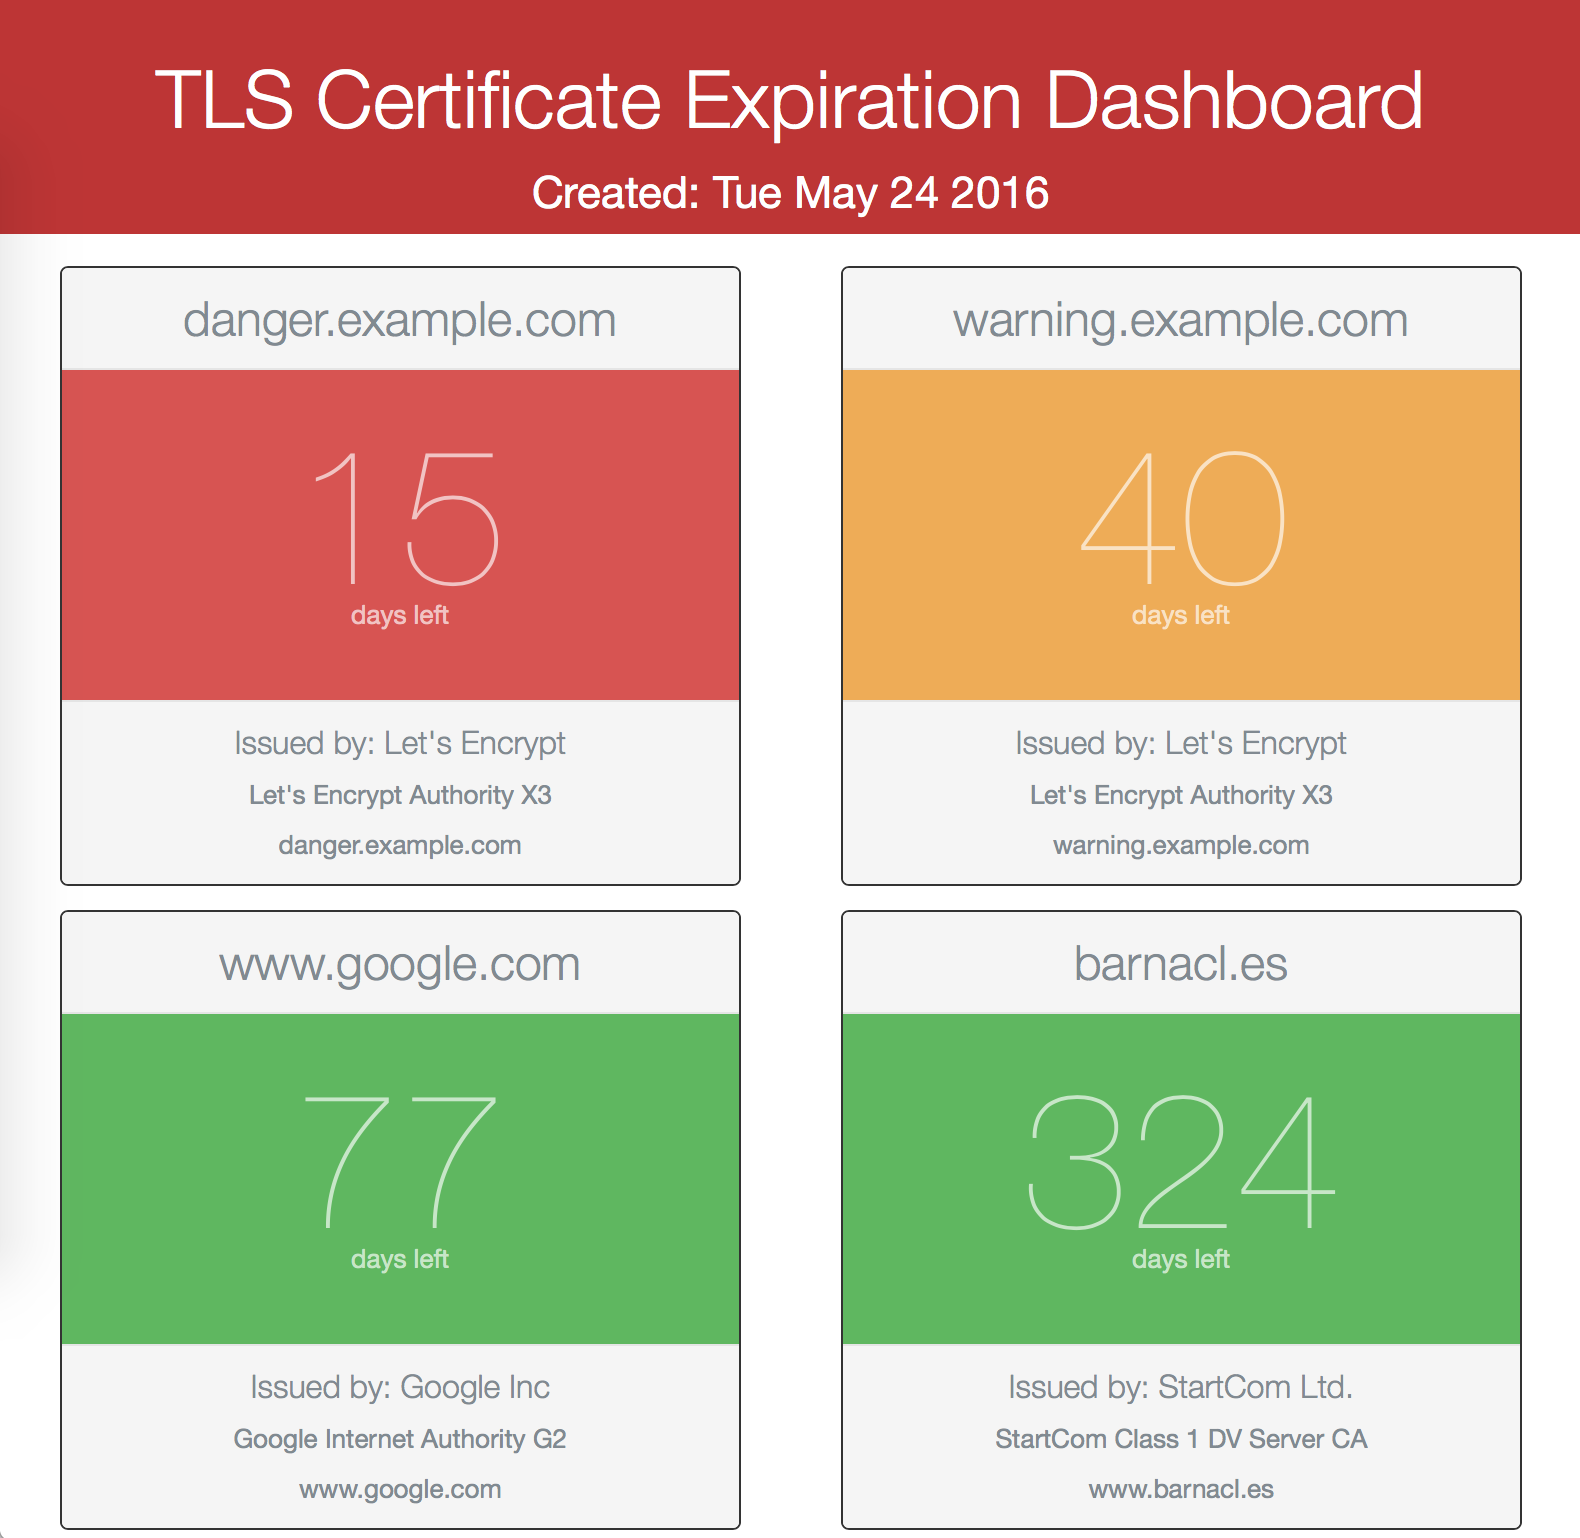 TLS Certificate Expiration Dashboard
Created: Tue May 24 2016
danger.example.com
15
days left
Issued by: Let's Encrypt
Let's Encrypt Authority X3
danger.example.com
warning.example.com
40
days left
Issued by: Let's Encrypt
Let's Encrypt Authority X3
warning.example.com
www.google.com
77
days left
Issued by: Google Inc
Google Internet Authority G2
www.google.com
barnacl.es
324
days left
Issued by: StartCom Ltd.
StartCom Class 1 DV Server CA
www.barnacl.es